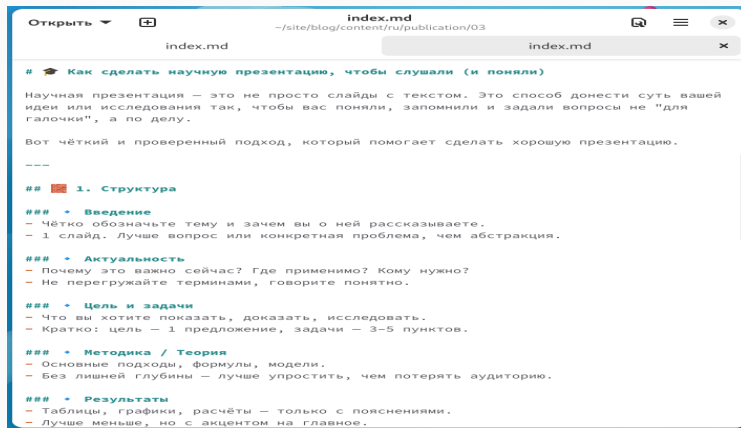 Открыть
index.md
~/site/blog/content/ru/publication/03
index.md
index.md
# 🎓 Как сделать научную презентацию, чтобы слушали (и поняли)
Научная презентация — это не просто слайды с текстом. Это способ донести суть вашей
идеи или исследования так, чтобы вас поняли, запомнили и задали вопросы не "для
галочки", а по делу.
Вот чёткий и проверенный подход, который помогает сделать хорошую презентацию.
---
## 🧱 1. Структура
### 🔹 Введение
- Чётко обозначьте тему и зачем вы о ней рассказываете.
- 1 слайд. Лучше вопрос или конкретная проблема, чем абстракция.
### 🔹 Актуальность
- Почему это важно сейчас? Где применимо? Кому нужно?
- Не перегружайте терминами, говорите понятно.
### 🔹 Цель и задачи
- Что вы хотите показать, доказать, исследовать.
- Кратко: цель — 1 предложение, задачи — 3–5 пунктов.
### 🔹 Методика / Теория
- Основные подходы, формулы, модели.
- Без лишней глубины — лучше упростить, чем потерять аудиторию.
### 🔹 Результаты
- Таблицы, графики, расчёты — только с пояснениями.
- Лучше меньше, но с акцентом на главное.